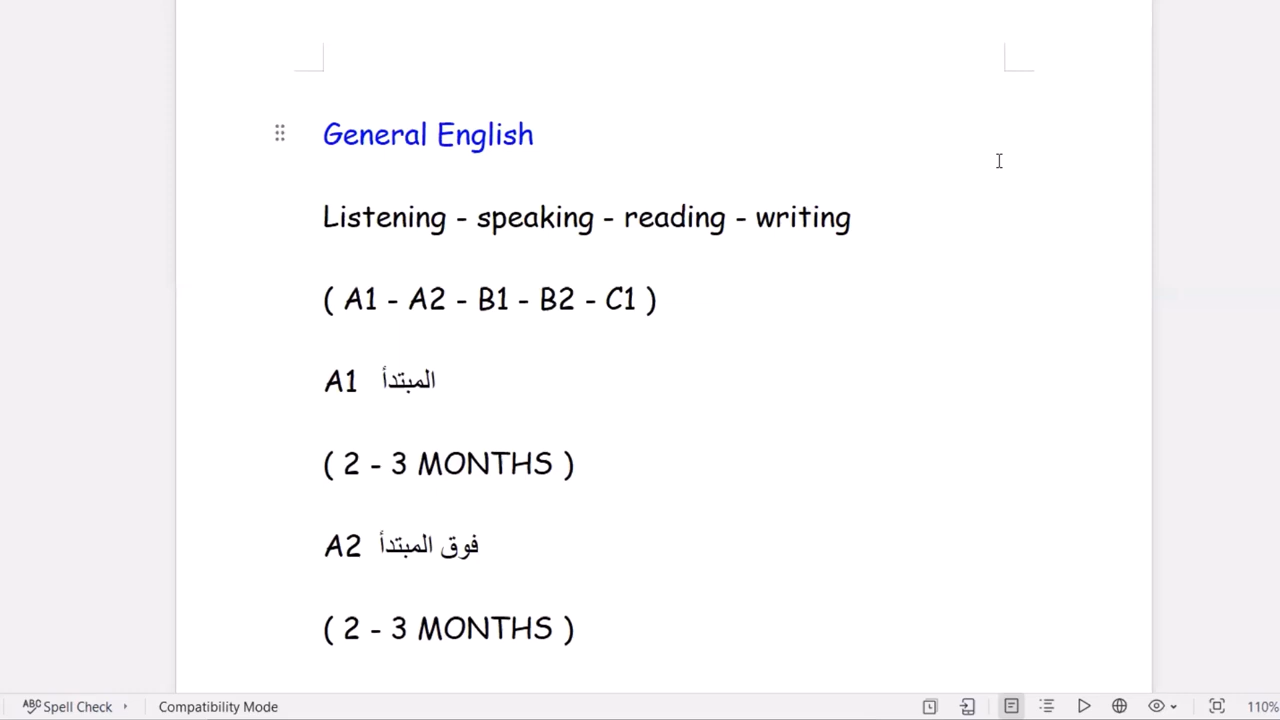 General English
Listening - speaking - reading - writing
( A1 - A2 - B1 - B2 - C1 )
A1 المبتدأ
( 2 - 3 MONTHS )
A2 فوق المبتدأ
( 2 - 3 MONTHS )
ABC Spell Check Compatibility Mode 110%